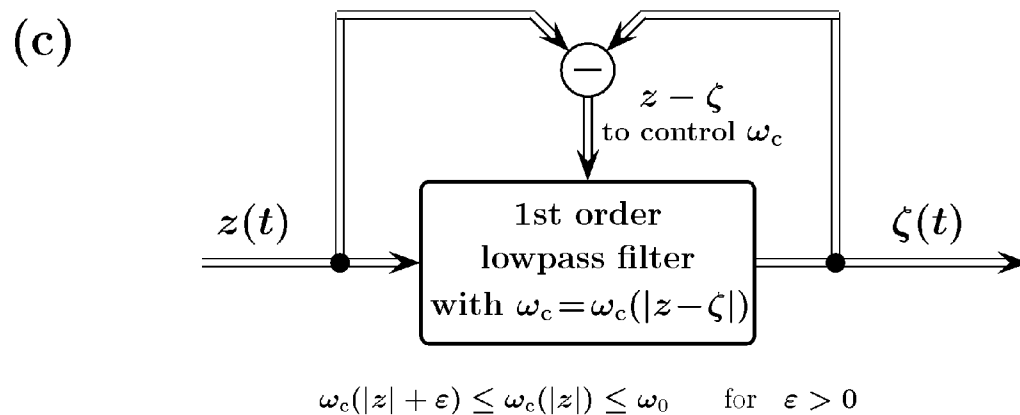 (c)
−
z − ζ
to control ω_c
z(t)
1st order
lowpass filter
with ω_c = ω_c(|z − ζ|)
ζ(t)
ω_c(|z| + ε) ≤ ω_c(|z|) ≤ ω_0 for ε > 0